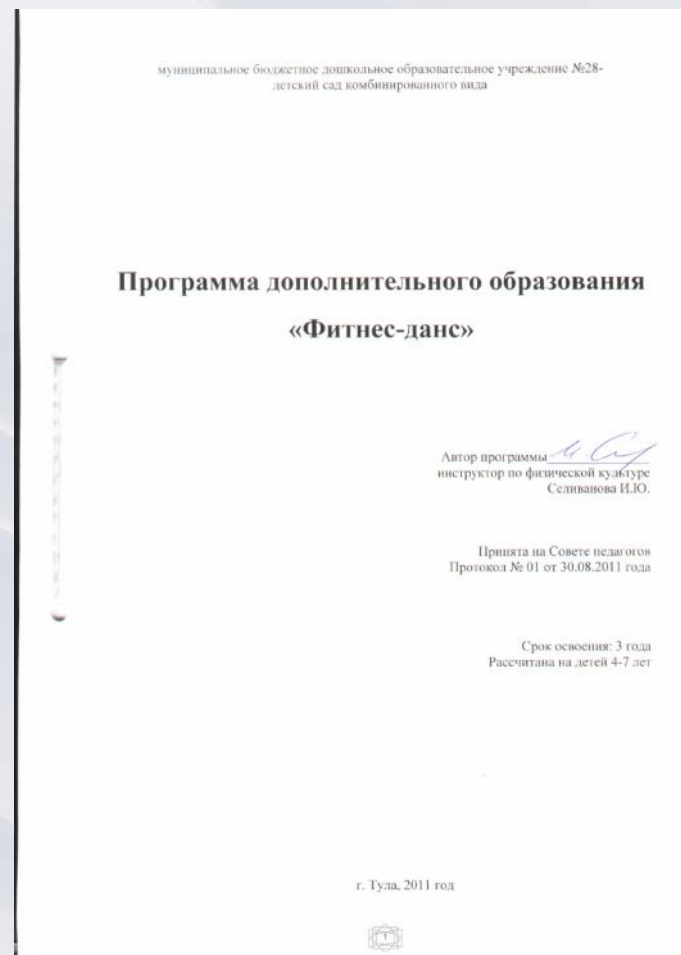 муниципальное бюджетное дошкольное образовательное учреждение №28-
детский сад комбинированного вида
Программа дополнительного образования
«Фитнес-данс»
Автор программы
инструктор по физической культуре
Селиванова И.Ю.
Принята на Совете педагогов
Протокол № 01 от 30.08.2011 года
Срок освоения: 3 года
Рассчитана на детей 4-7 лет
г. Тула, 2011 год
1